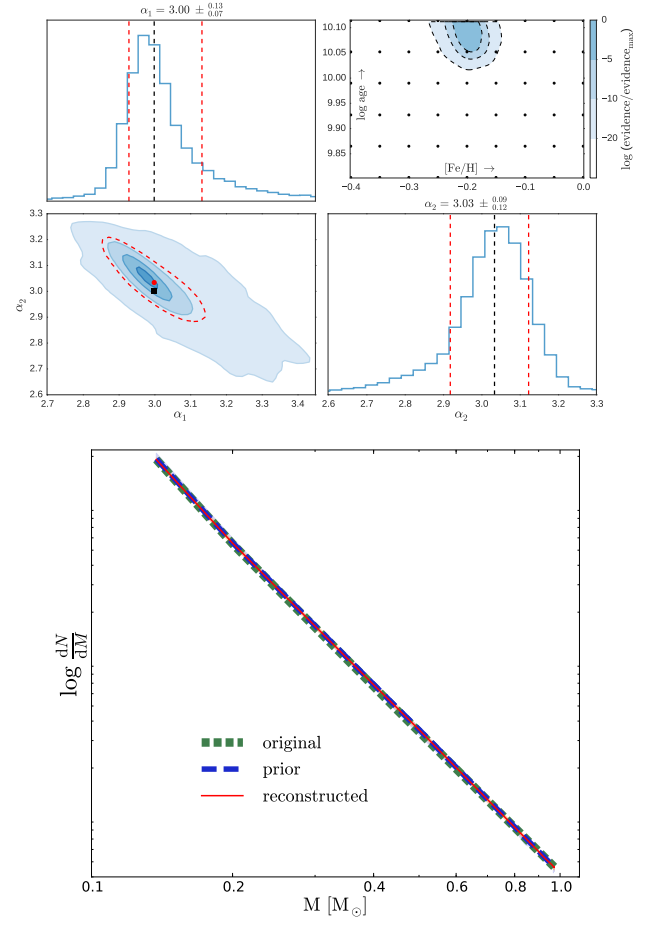 α₁ = 3.00 ± 0.13 0.07
10.10
10.05
10.00
9.95
9.90
9.85
log age →
[Fe/H] →
−0.4 −0.3 −0.2 −0.1 0.0
0
−5
−10
−20
log (evidence/evidence_max)
α₂ = 3.03 ± 0.09 0.12
3.3
3.2
3.1
3.0
2.9
2.8
2.7
2.6
α₂
2.7 2.8 2.9 3.0 3.1 3.2 3.3 3.4
α₁
2.6 2.7 2.8 2.9 3.0 3.1 3.2 3.3
α₂
log dN/dM
original
prior
reconstructed
0.1 0.2 0.4 0.6 0.8 1.0
M [M⊙]